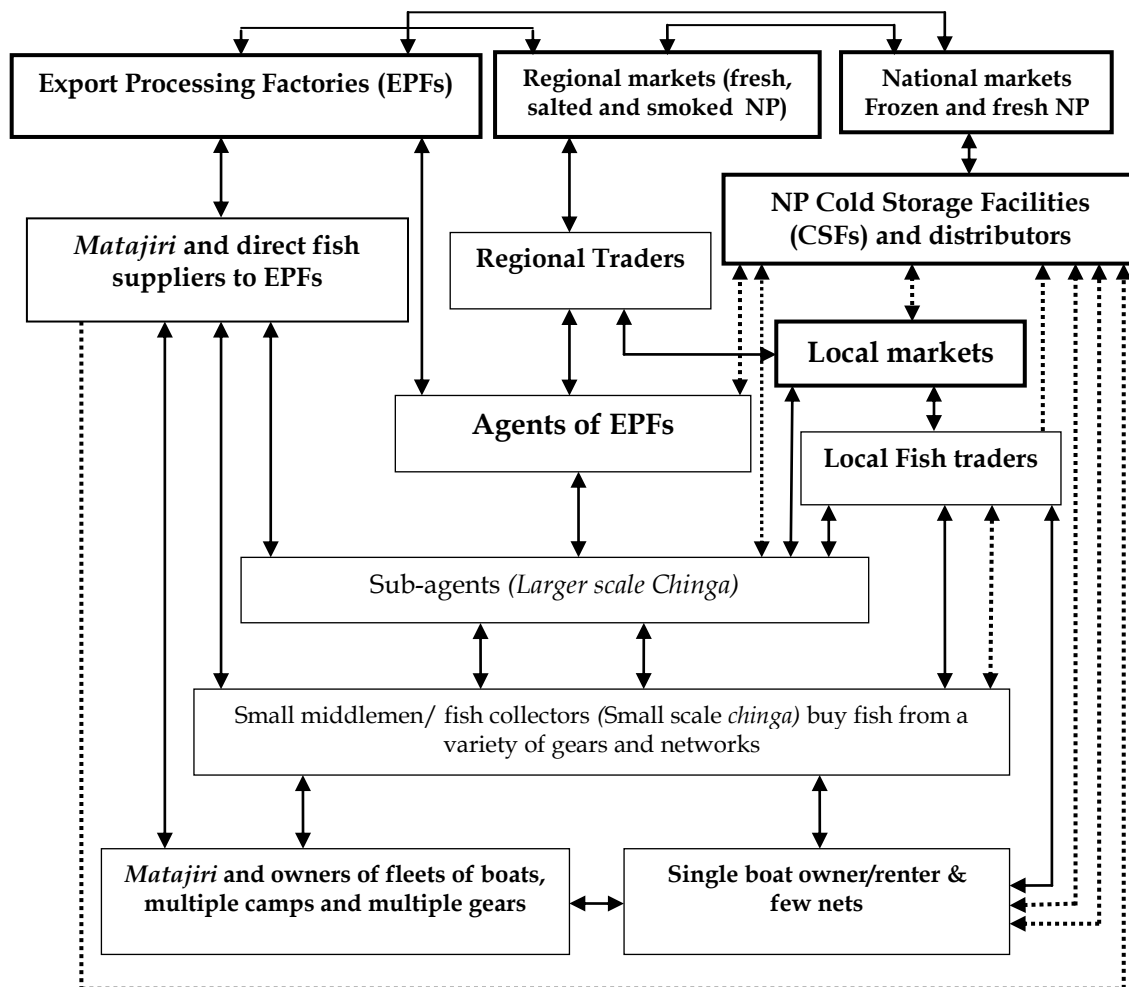 Export Processing Factories (EPFs)
Regional markets (fresh,
salted and smoked NP)
National markets
Frozen and fresh NP
NP Cold Storage Facilities
(CSFs) and distributors
Matajiri and direct fish
suppliers to EPFs
Regional Traders
Local markets
Agents of EPFs
Local Fish traders
Sub-agents (Larger scale Chinga)
Small middlemen/ fish collectors (Small scale chinga) buy fish from a
variety of gears and networks
Matajiri and owners of fleets of boats,
multiple camps and multiple gears
Single boat owner/renter &
few nets